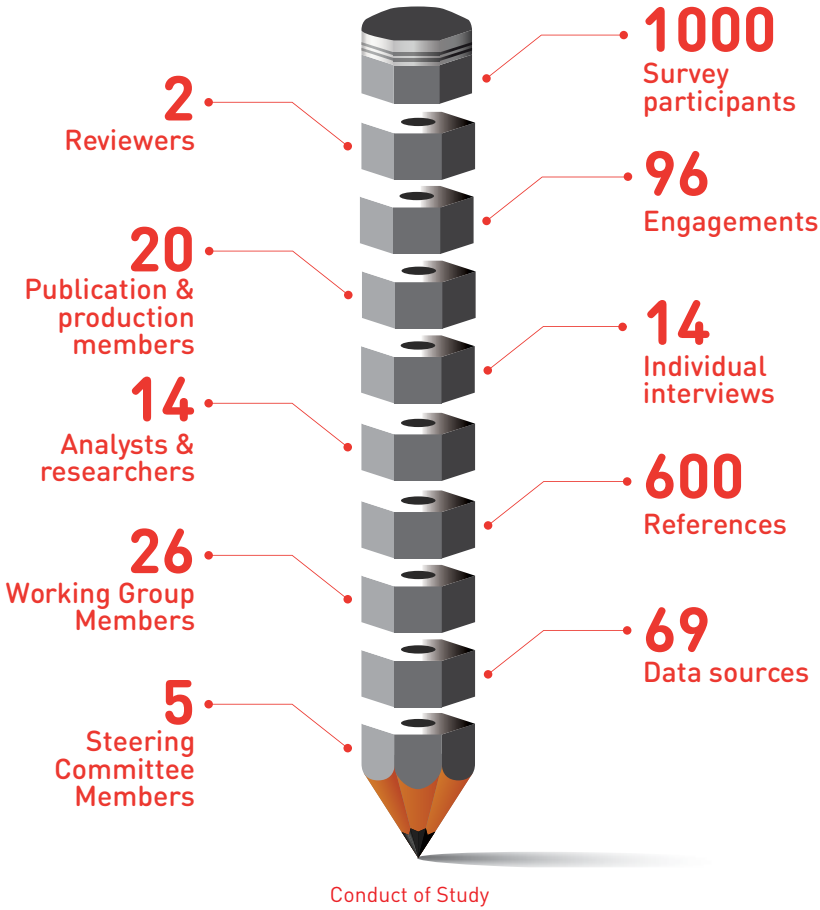 1000
Survey
participants
2
Reviewers
96
Engagements
20
Publication &
production
members
14
Individual
interviews
14
Analysts &
researchers
600
References
26
Working Group
Members
69
Data sources
5
Steering
Committee
Members
Conduct of Study